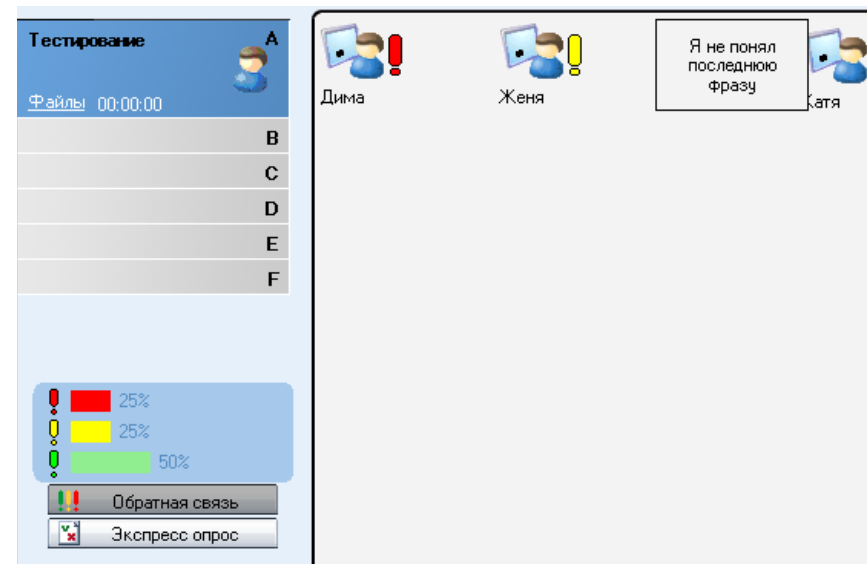 Тестирование
A
Файлы 00:00:00
B
C
D
E
F
25%
25%
50%
Обратная связь
Экспресс опрос
Дима
Женя
Я не понял
последнюю
фразу
Катя